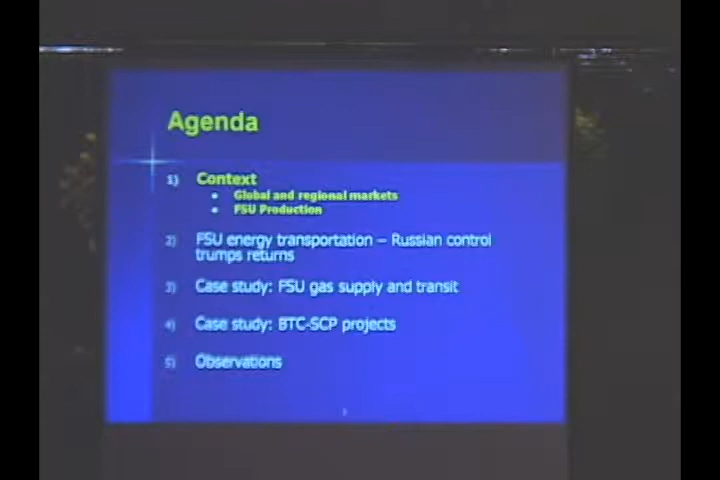 Agenda
1) Context
• Global and regional markets
• FSU Production
2) FSU energy transportation – Russian control
trumps returns
3) Case study: FSU gas supply and transit
4) Case study: BTC-SCP projects
5) Observations